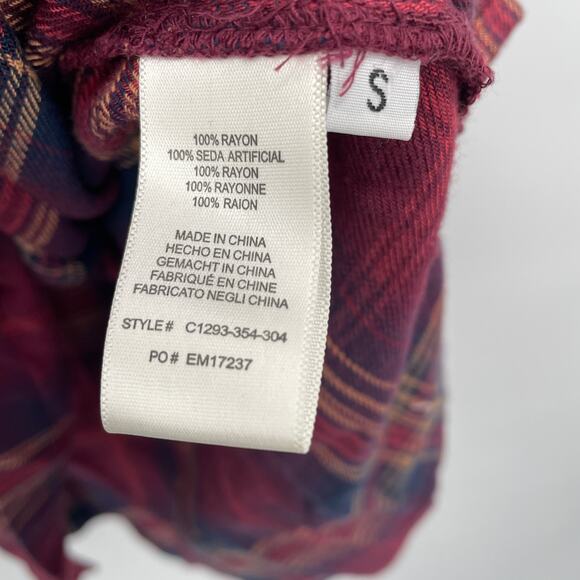 S
100% RAYON
100% SEDA ARTIFICIAL
100% RAYON
100% RAYONNE
100% RAION
MADE IN CHINA
HECHO EN CHINA
GEMACHT IN CHINA
FABRIQUÉ EN CHINE
FABRICATO NEGLI CHINA
STYLE# C1293-354-304
PO# EM17237